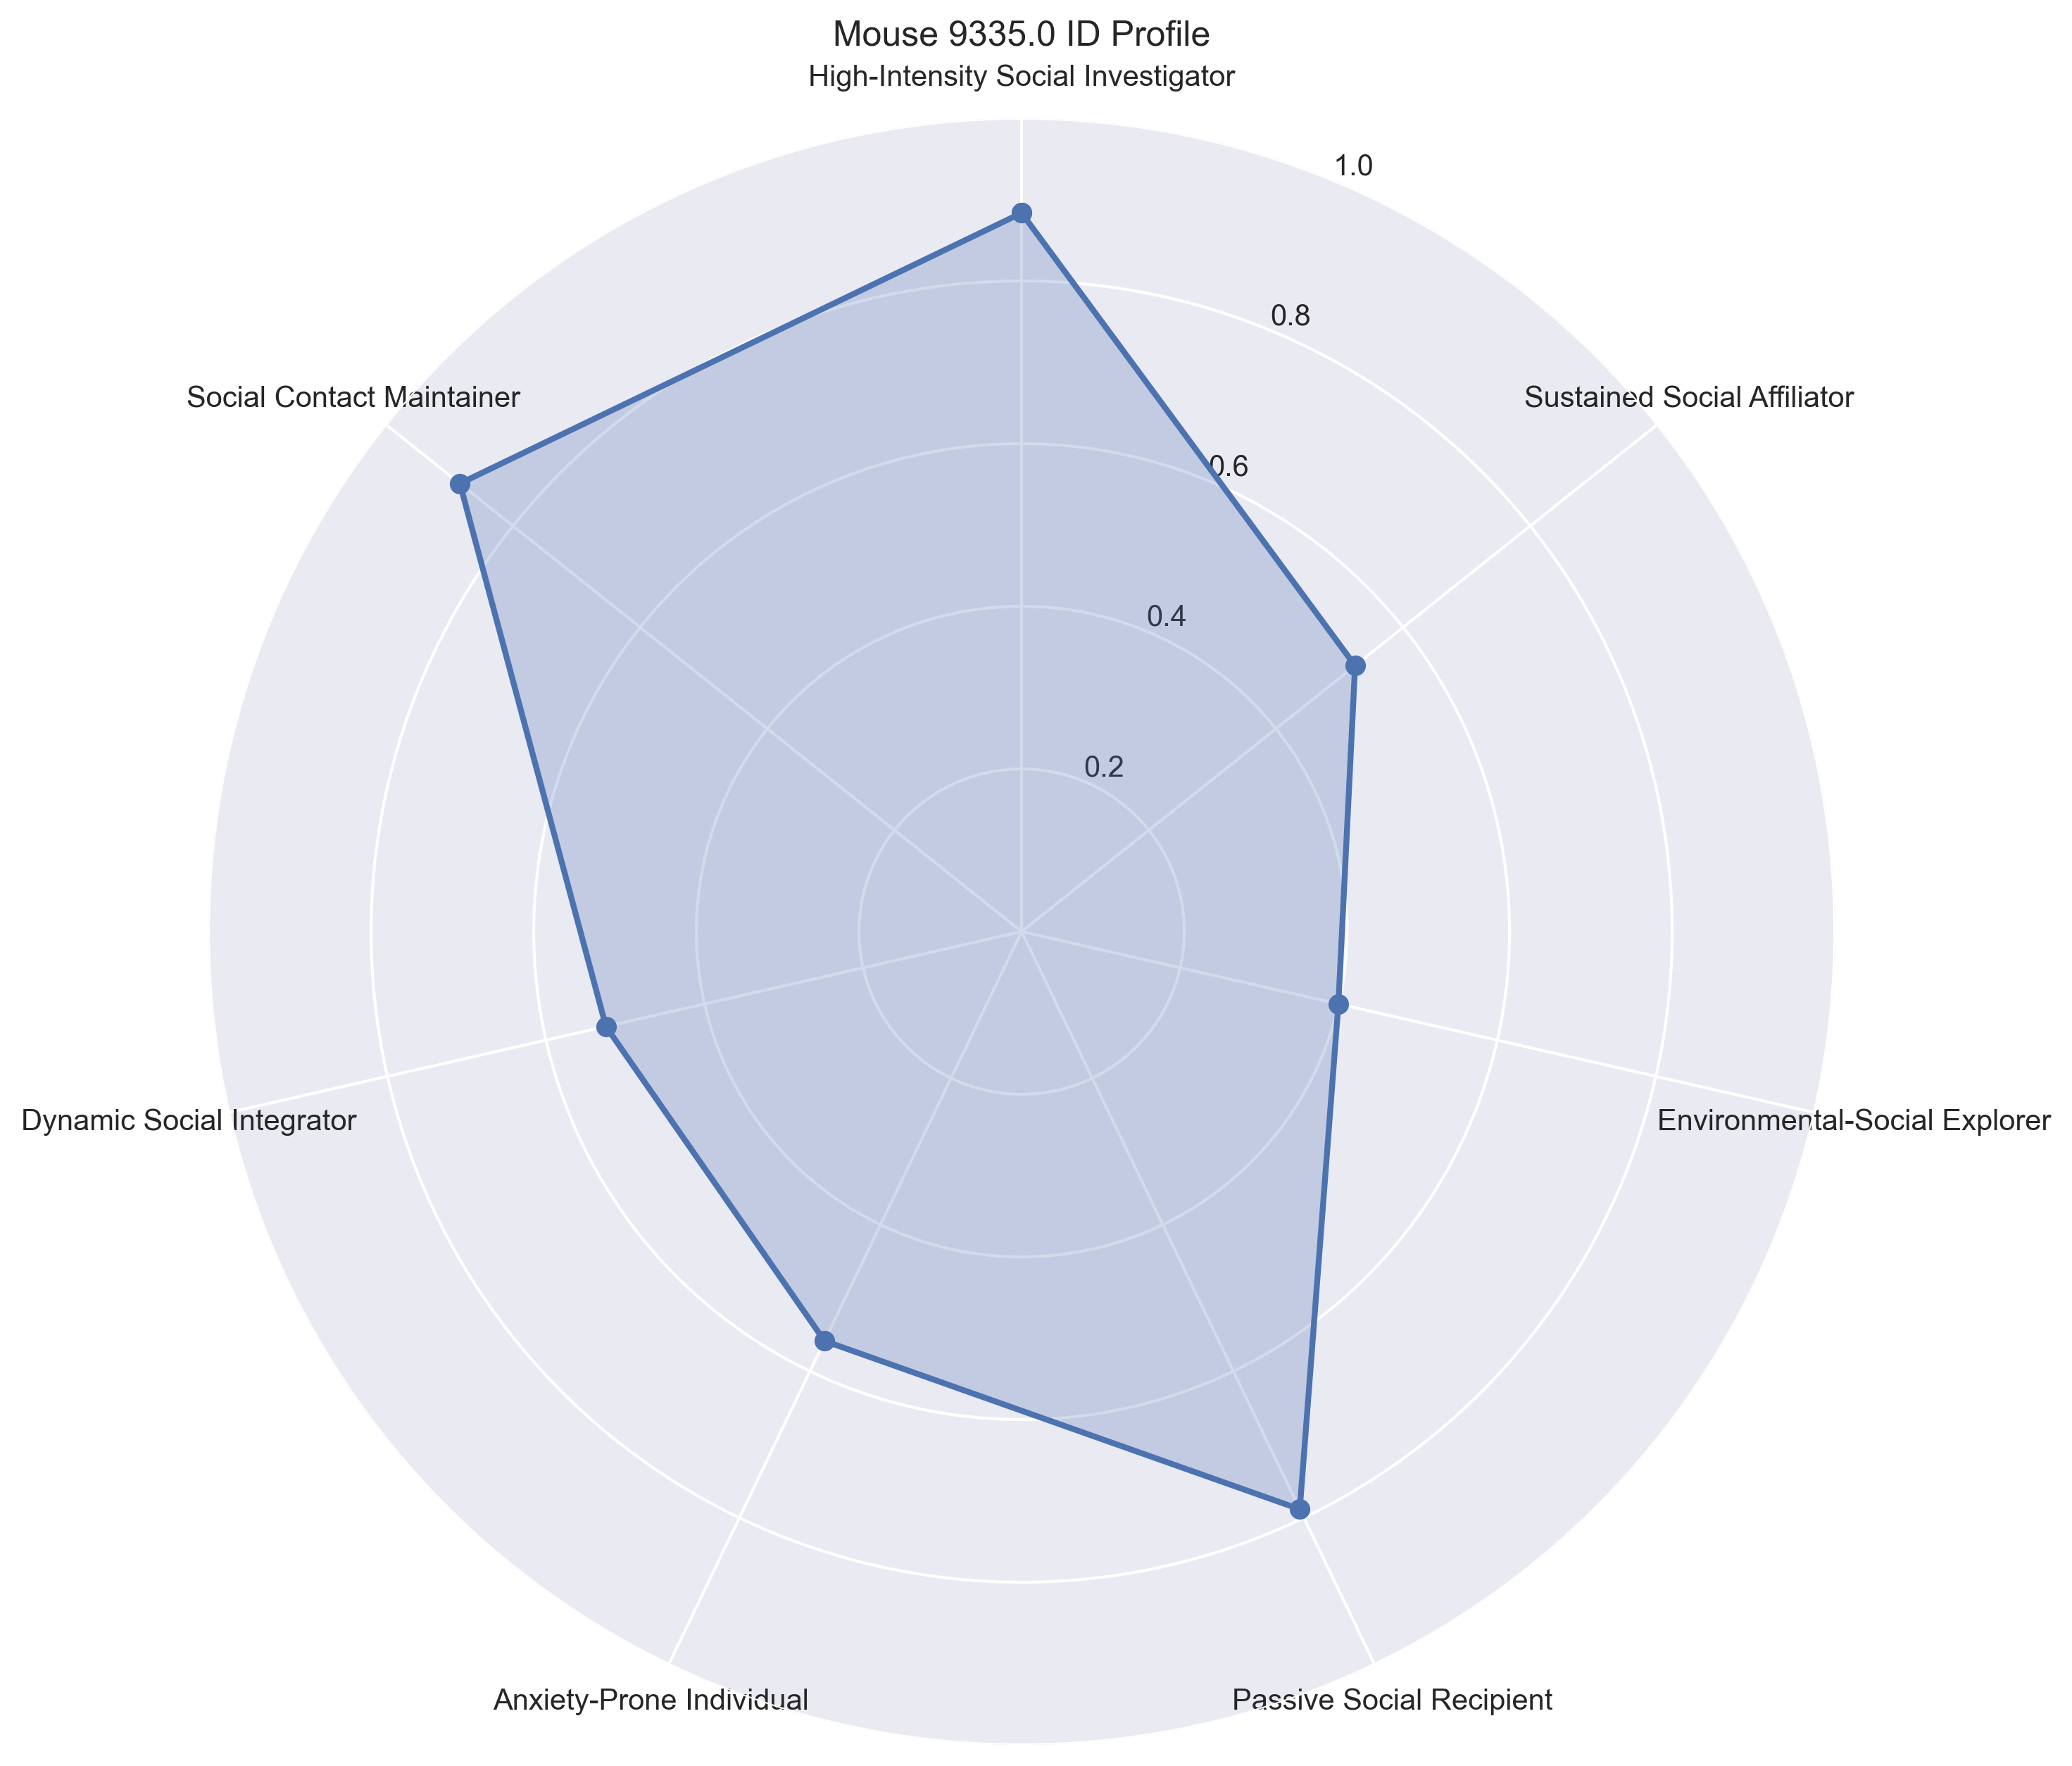 Mouse 9335.0 ID Profile
High-Intensity Social Investigator
1.0
0.8
Social Contact Maintainer
Sustained Social Affiliator
0.6
0.4
0.2
Dynamic Social Integrator
Environmental-Social Explorer
Anxiety-Prone Individual
Passive Social Recipient